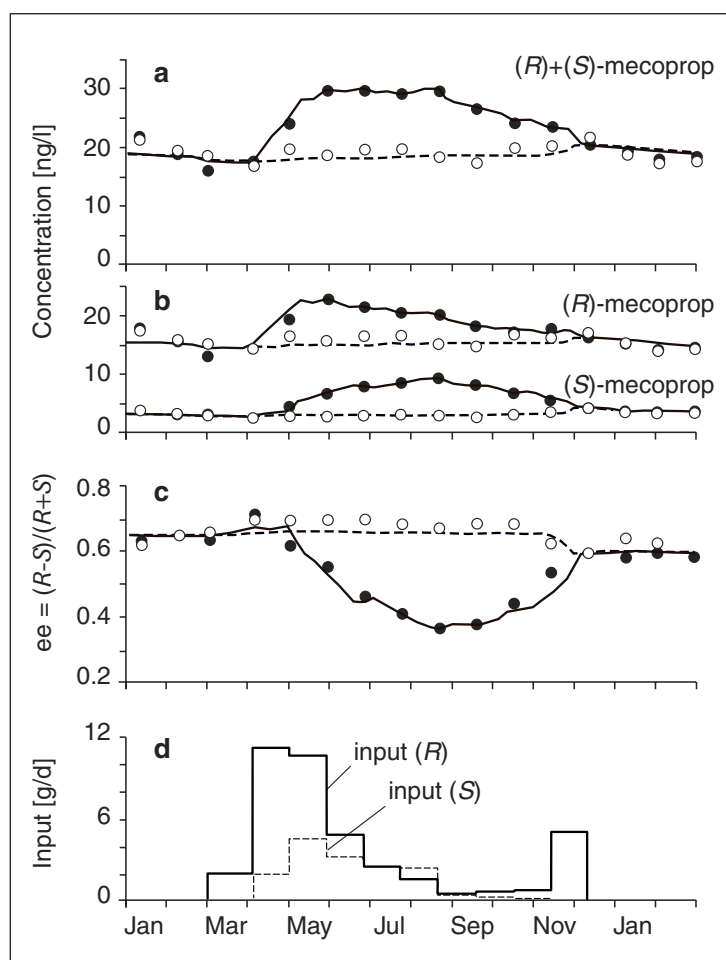 a
(R)+(S)-mecoprop
30
20
10
0
Concentration [ng/l]
b
(R)-mecoprop
20
10
(S)-mecoprop
0
c
0.8
0.6
0.4
0.2
ee = (R-S)/(R+S)
d
12
6
0
Input [g/d]
input (R)
input (S)
Jan Mar May Jul Sep Nov Jan